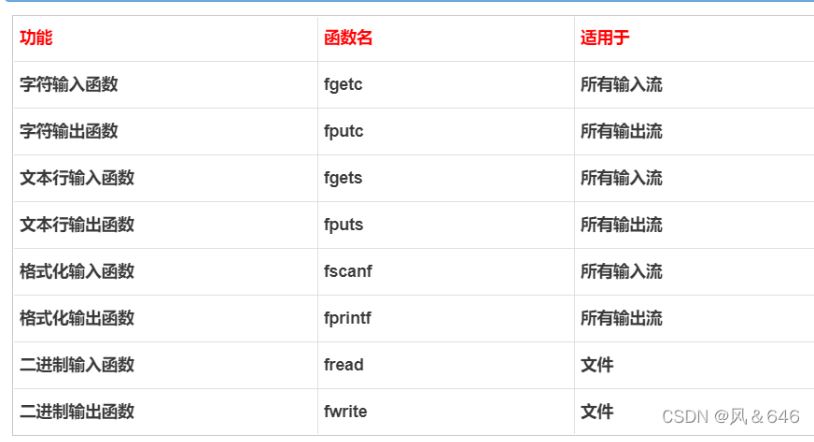 功能 函数名 适用于
字符输入函数 fgetc 所有输入流
字符输出函数 fputc 所有输出流
文本行输入函数 fgets 所有输入流
文本行输出函数 fputs 所有输出流
格式化输入函数 fscanf 所有输入流
格式化输出函数 fprintf 所有输出流
二进制输入函数 fread 文件
二进制输出函数 fwrite 文件
CSDN @风＆646